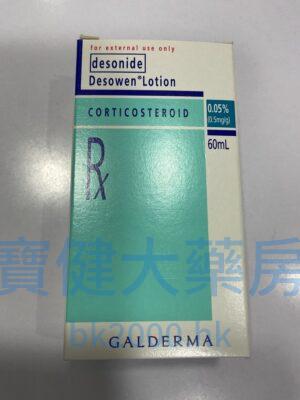 for external use only
desonide
Desowen®Lotion
CORTICOSTEROID
0.05%
(0.5mg/g)
60mL
Rx
寶健大藥房
bk2000.hk
GALDERMA